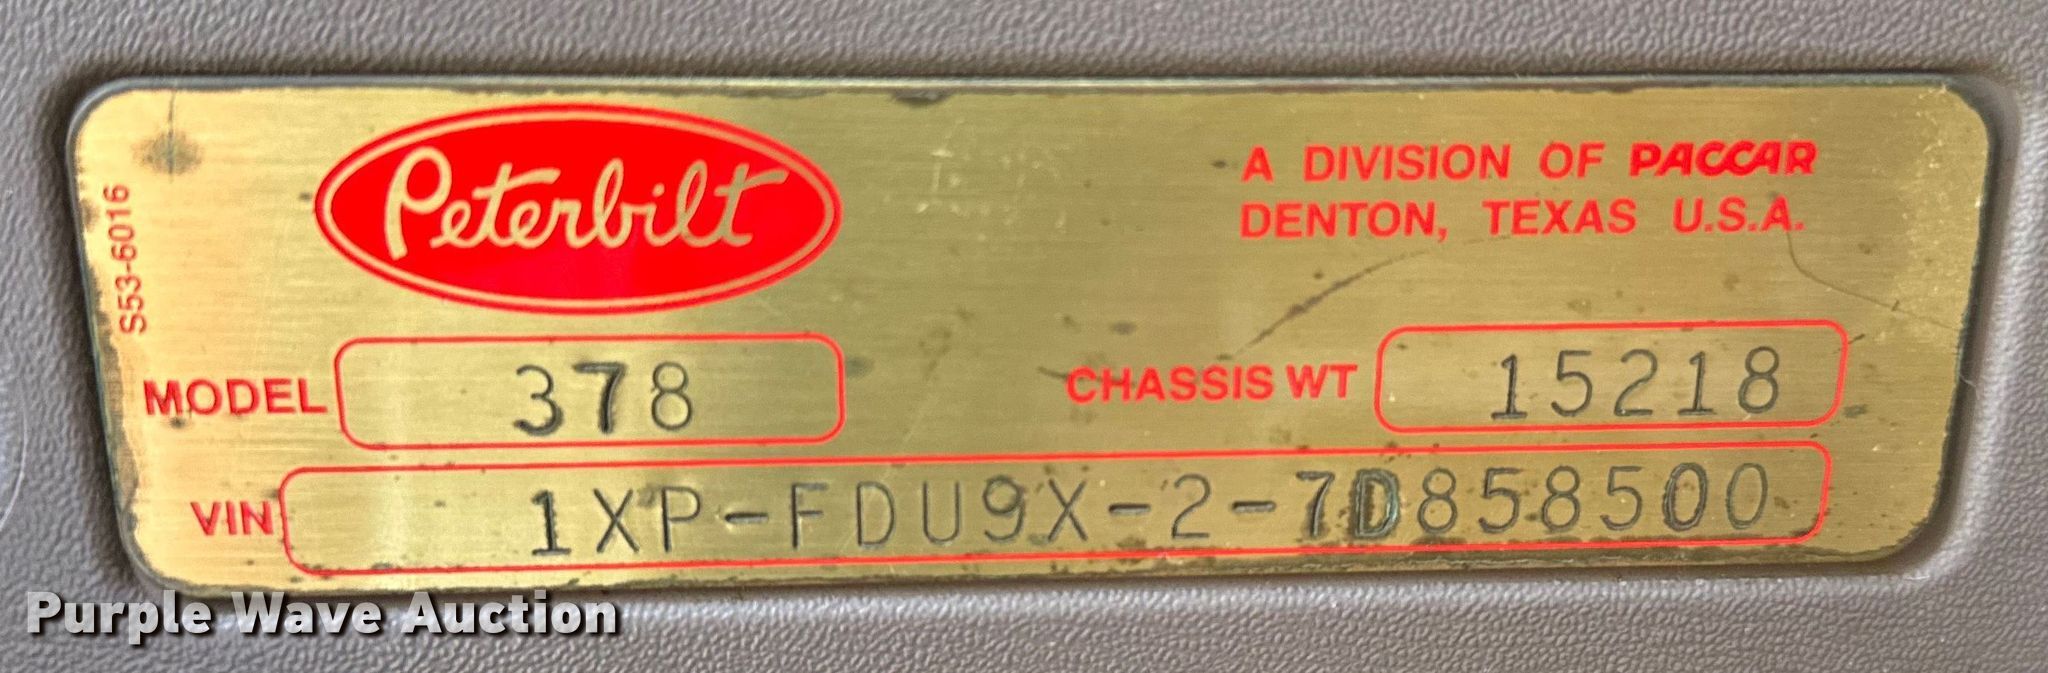 S53-6016
Peterbilt
A DIVISION OF PACCAR
DENTON, TEXAS U.S.A.
MODEL 378
CHASSIS WT 15218
VIN 1XP-FDU9X-2-7D858500
Purple Wave Auction